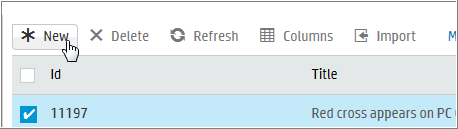 New Delete Refresh Columns Import
Id Title
11197 Red cross appears on PC